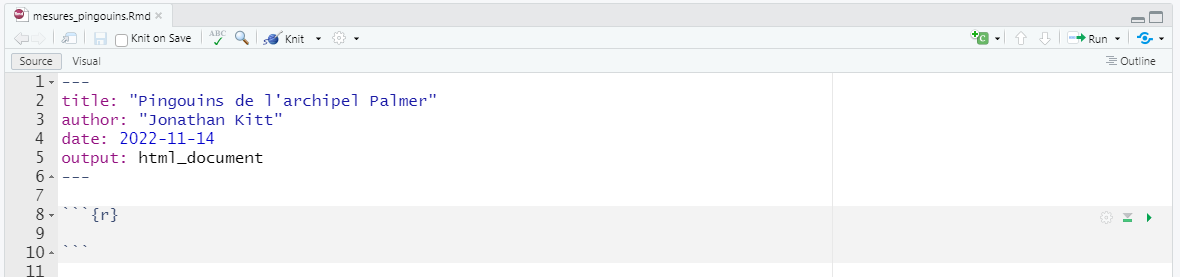 mesures_pingouins.Rmd
Knit on Save ABC Knit Run
Source Visual Outline
1 ---
2 title: "Pingouins de l'archipel Palmer"
3 author: "Jonathan Kitt"
4 date: 2022-11-14
5 output: html_document
6 ---
7
8 ```{r}
9
10 ```
11